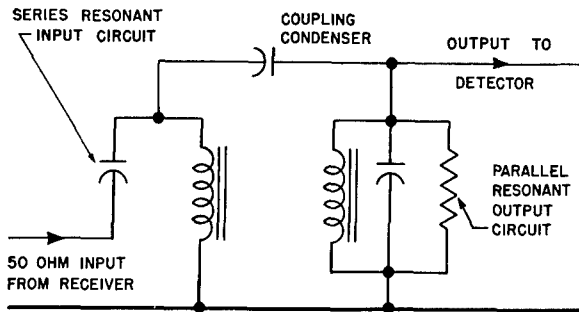 SERIES RESONANT
INPUT CIRCUIT
COUPLING
CONDENSER
OUTPUT TO
DETECTOR
PARALLEL
RESONANT
OUTPUT
CIRCUIT
50 OHM INPUT
FROM RECEIVER